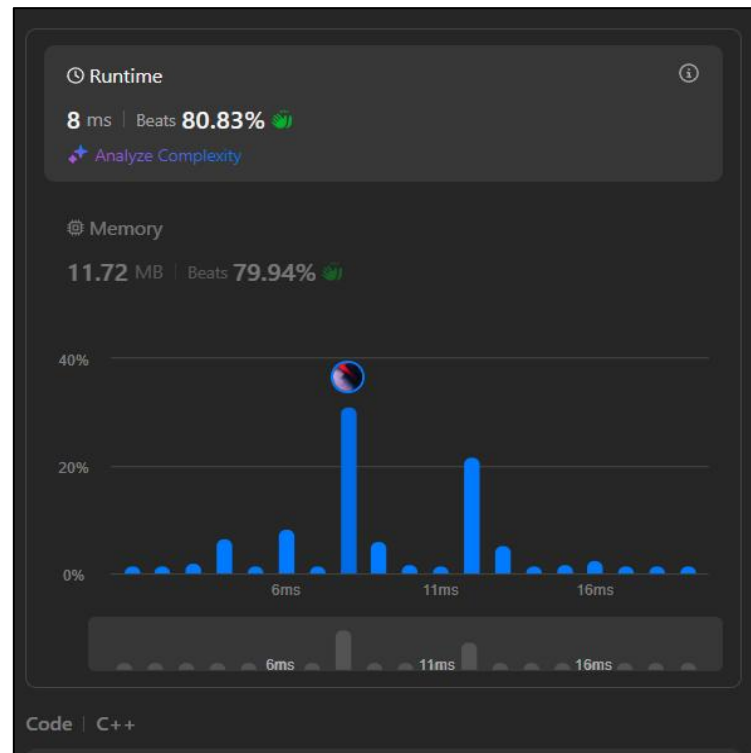 Runtime
8 ms | Beats 80.83%
Analyze Complexity
Memory
11.72 MB | Beats 79.94%
40%
20%
0%
6ms 11ms 16ms
6ms 11ms 16ms
Code | C++